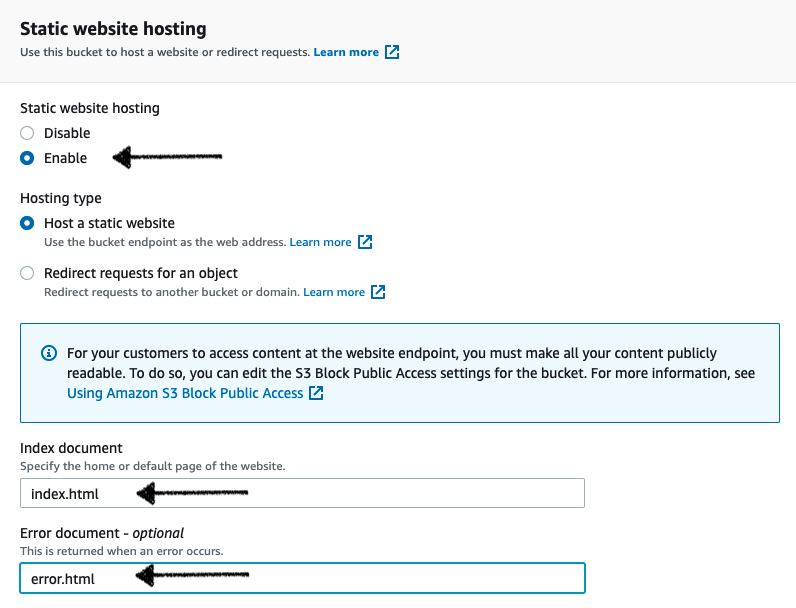 Static website hosting
Use this bucket to host a website or redirect requests. Learn more
Static website hosting
Disable
Enable
Hosting type
Host a static website
Use the bucket endpoint as the web address. Learn more
Redirect requests for an object
Redirect requests to another bucket or domain. Learn more
For your customers to access content at the website endpoint, you must make all your content publicly
readable. To do so, you can edit the S3 Block Public Access settings for the bucket. For more information, see
Using Amazon S3 Block Public Access
Index document
Specify the home or default page of the website.
index.html
Error document - optional
This is returned when an error occurs.
error.html